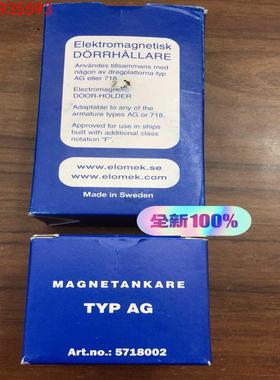 935593
Elektromagnetisk
DÖRRHÅLLARE
Användes tillsammans med
någon av dragplattorna typ
AG eller 718.
Electromagnetic
DOOR-HOLDER
Adaptable to any of the
armature types AG or 718.
Approved for use in ships
built with additional class
notation "F".
www.elomek.se
www.elomek.com
Made in Sweden
全新100%
MAGNETANKARE
TYP AG
Art.no.: 5718002